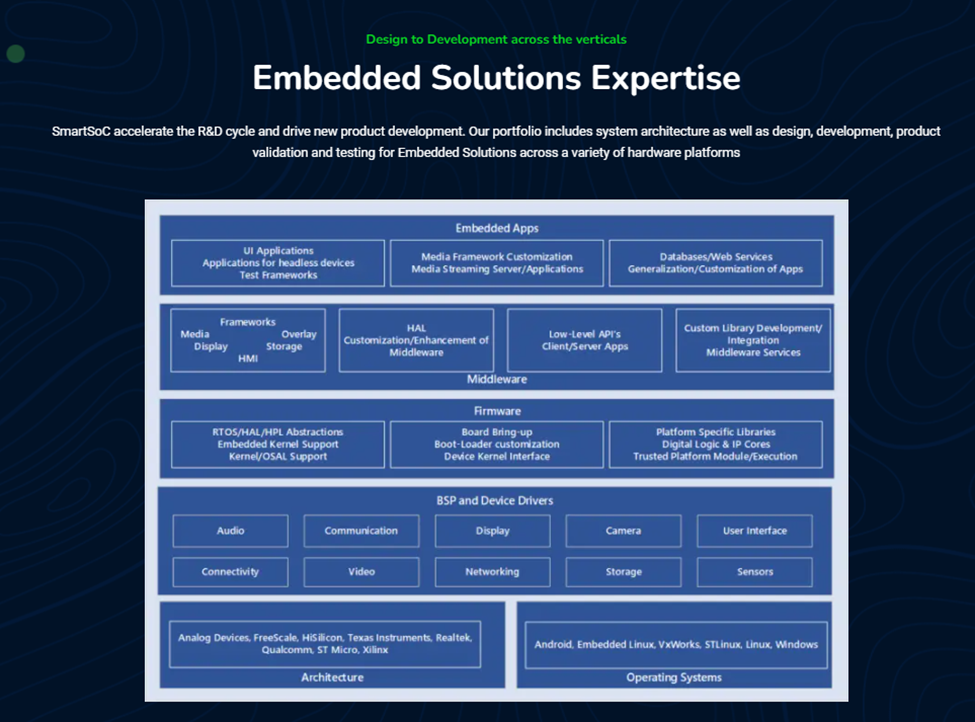 Design to Development across the verticals
Embedded Solutions Expertise
SmartSoC accelerate the R&D cycle and drive new product development. Our portfolio includes system architecture as well as design, development, product
validation and testing for Embedded Solutions across a variety of hardware platforms
Embedded Apps
UI Applications
Applications for headless devices
Test Frameworks
Media Framework Customization
Media Streaming Server/Applications
Databases/Web Services
Generalization/Customization of Apps
Frameworks
Media Overlay
Display Storage
HMI
HAL
Customization/Enhancement of
Middleware
Low-Level API's
Client/Server Apps
Custom Library Development/
Integration
Middleware Services
Middleware
Firmware
RTOS/HAL/HPL Abstractions
Embedded Kernel Support
Kernel/OSAL Support
Board Bring-up
Boot-Loader customization
Device Kernel Interface
Platform Specific Libraries
Digital Logic & IP Cores
Trusted Platform Module/Execution
BSP and Device Drivers
Audio
Communication
Display
Camera
User Interface
Connectivity
Video
Networking
Storage
Sensors
Analog Devices, FreeScale, HiSilicon, Texas Instruments, Realtek,
Qualcomm, ST Micro, Xilinx
Architecture
Android, Embedded Linux, VxWorks, STLinux, Linux, Windows
Operating Systems